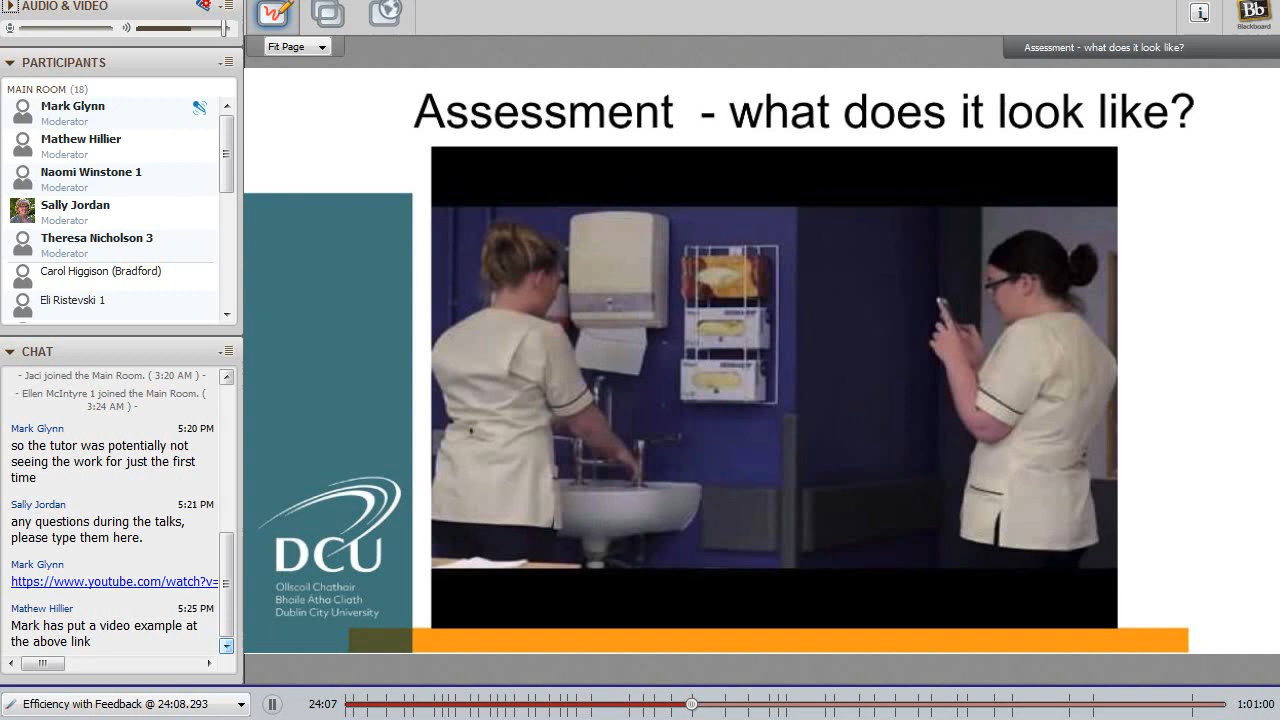 AUDIO & VIDEO
PARTICIPANTS
MAIN ROOM (18)
Mark Glynn
Moderator
Mathew Hillier
Moderator
Naomi Winstone 1
Moderator
Sally Jordan
Moderator
Theresa Nicholson 3
Moderator
Carol Higgison (Bradford)
Eli Ristevski 1
CHAT
- Jaci joined the Main Room. ( 3:20 AM ) -
- Ellen McIntyre 1 joined the Main Room. (
3:24 AM ) -
Mark Glynn 5:20 PM
so the tutor was potentially not
seeing the work for just the first
time
Sally Jordan 5:21 PM
any questions during the talks,
please type them here.
Mark Glynn
https://www.youtube.com/watch?v=
Mathew Hillier 5:25 PM
Mark has put a video example at
the above link
Fit Page
i
Bb
Blackboard
Assessment - what does it look like?
Assessment - what does it look like?
DCU
Ollscoil Chathair
Bhaile Átha Cliath
Dublin City University
Efficiency with Feedback @ 24:08.293
24:07
1:01:00